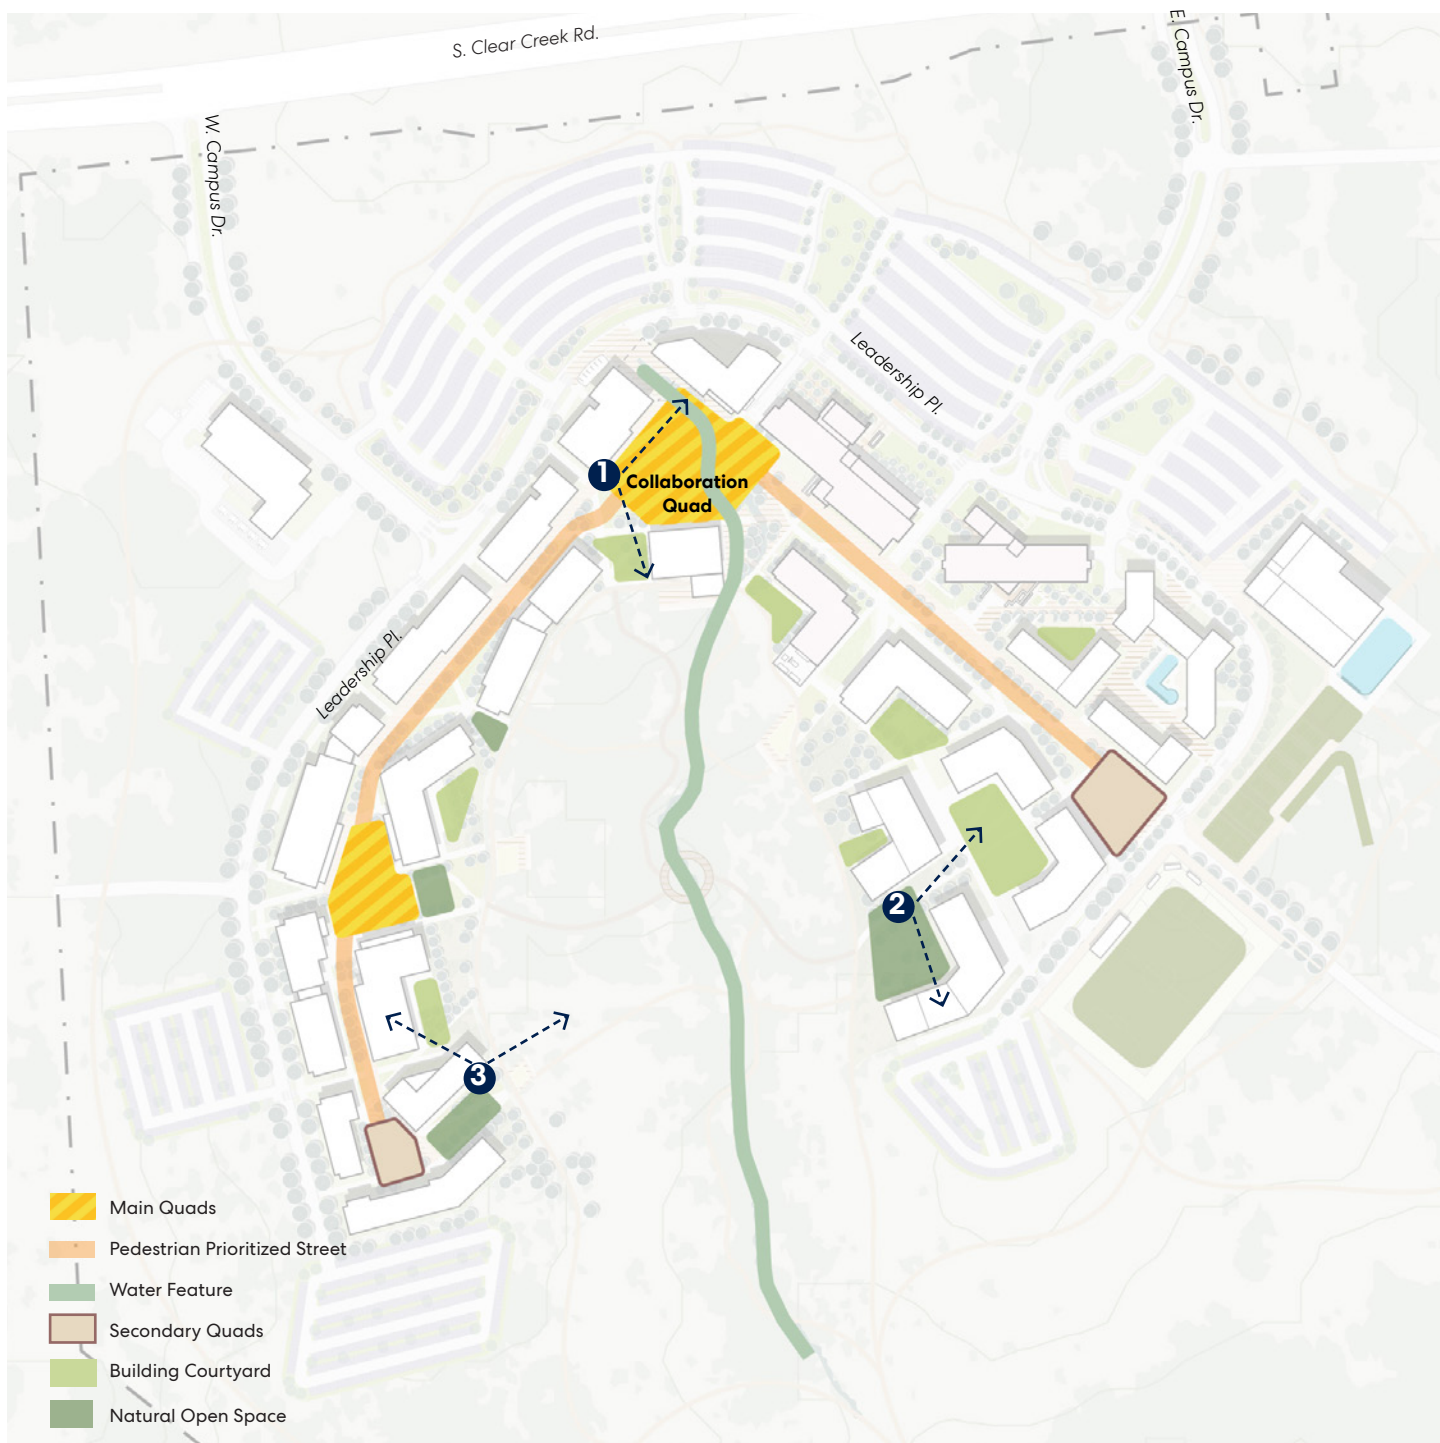 S. Clear Creek Rd.
E. Campus Dr.
W. Campus Dr.
Leadership Pl.
1
Collaboration
Quad
Leadership Pl.
2
3
Main Quads
Pedestrian Prioritized Street
Water Feature
Secondary Quads
Building Courtyard
Natural Open Space